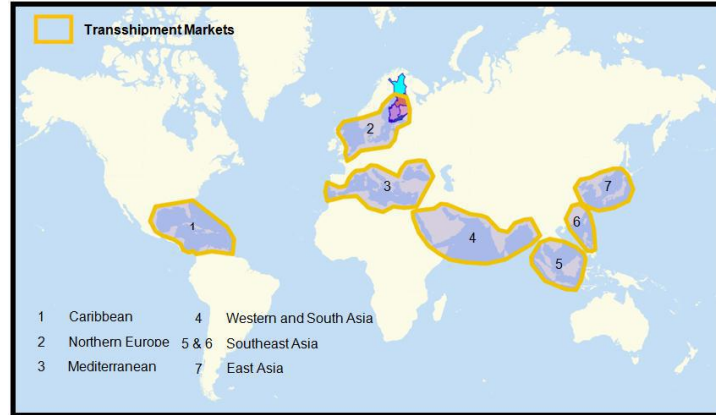 Transshipment Markets
1
2
3
4
5
6
7
1 Caribbean 4 Western and South Asia
2 Northern Europe 5 & 6 Southeast Asia
3 Mediterranean 7 East Asia